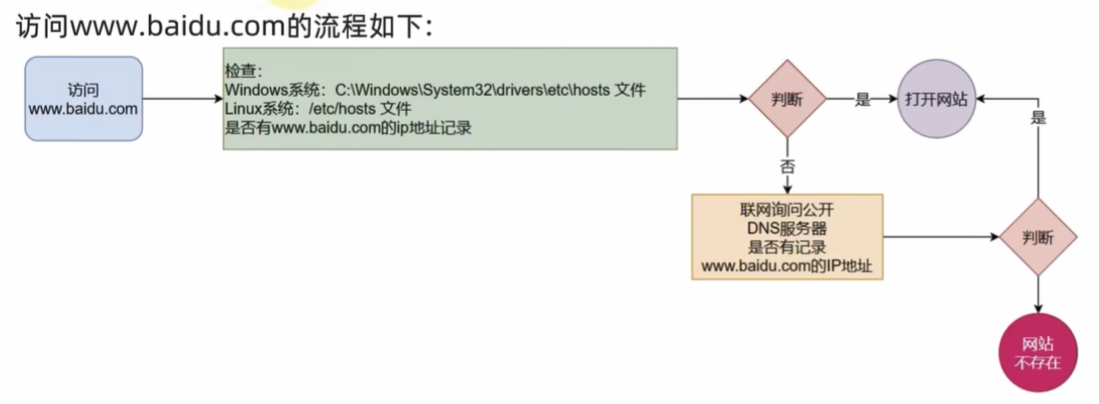 访问www.baidu.com的流程如下：
访问
www.baidu.com
检查：
Windows系统：C:\Windows\System32\drivers\etc\hosts 文件
Linux系统：/etc/hosts 文件
是否有www.baidu.com的ip地址记录
判断
是
打开网站
是
否
联网询问公开
DNS服务器
是否有记录
www.baidu.com的IP地址
判断
网站
不存在